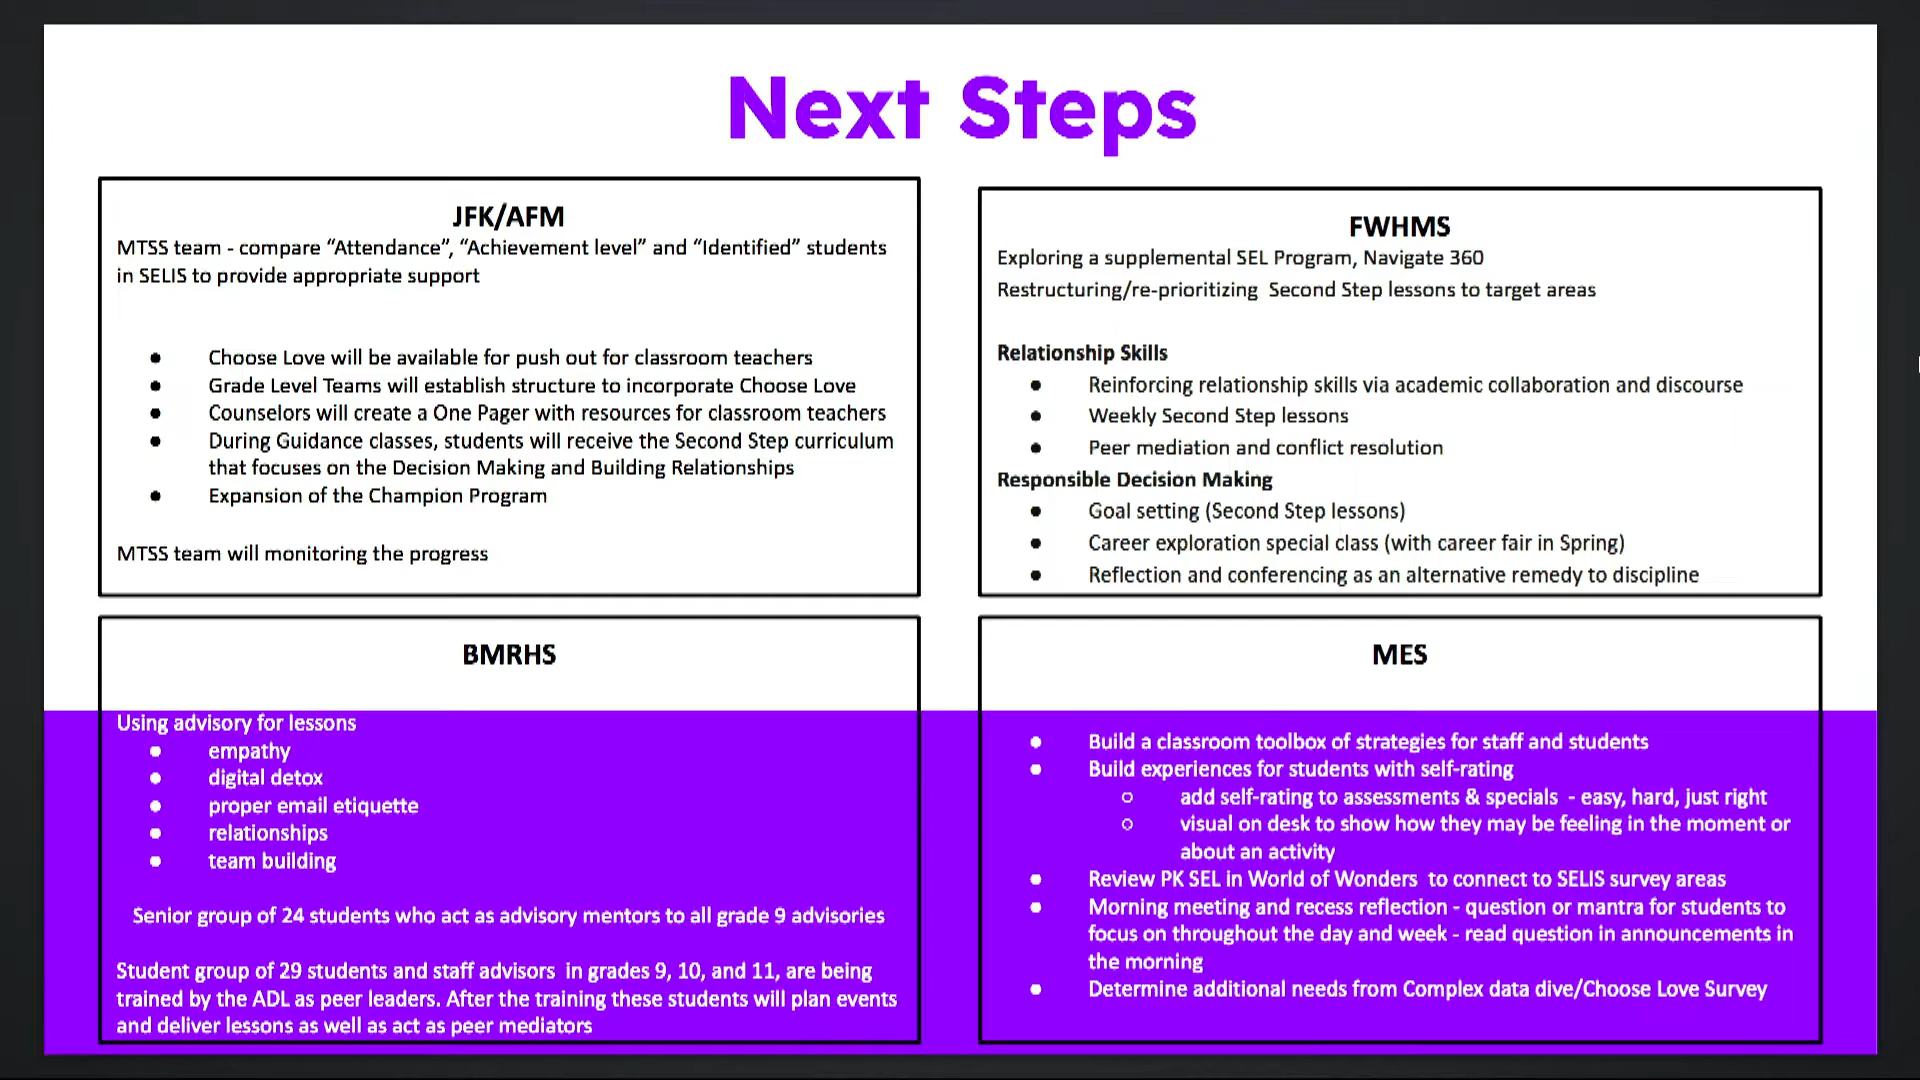 Next Steps
JFK/AFM
MTSS team - compare “Attendance”, “Achievement level” and “Identified” students
in SELIS to provide appropriate support
● Choose Love will be available for push out for classroom teachers
● Grade Level Teams will establish structure to incorporate Choose Love
● Counselors will create a One Pager with resources for classroom teachers
● During Guidance classes, students will receive the Second Step curriculum
that focuses on the Decision Making and Building Relationships
● Expansion of the Champion Program
MTSS team will monitoring the progress
FWHMS
Exploring a supplemental SEL Program, Navigate 360
Restructuring/re-prioritizing Second Step lessons to target areas
Relationship Skills
● Reinforcing relationship skills via academic collaboration and discourse
● Weekly Second Step lessons
● Peer mediation and conflict resolution
Responsible Decision Making
● Goal setting (Second Step lessons)
● Career exploration special class (with career fair in Spring)
● Reflection and conferencing as an alternative remedy to discipline
BMRHS
Using advisory for lessons
● empathy
● digital detox
● proper email etiquette
● relationships
● team building
Senior group of 24 students who act as advisory mentors to all grade 9 advisories
Student group of 29 students and staff advisors in grades 9, 10, and 11, are being
trained by the ADL as peer leaders. After the training these students will plan events
and deliver lessons as well as act as peer mediators
MES
● Build a classroom toolbox of strategies for staff and students
● Build experiences for students with self-rating
○ add self-rating to assessments & specials - easy, hard, just right
○ visual on desk to show how they may be feeling in the moment or
about an activity
● Review PK SEL in World of Wonders to connect to SELIS survey areas
● Morning meeting and recess reflection - question or mantra for students to
focus on throughout the day and week - read question in announcements in
the morning
● Determine additional needs from Complex data dive/Choose Love Survey